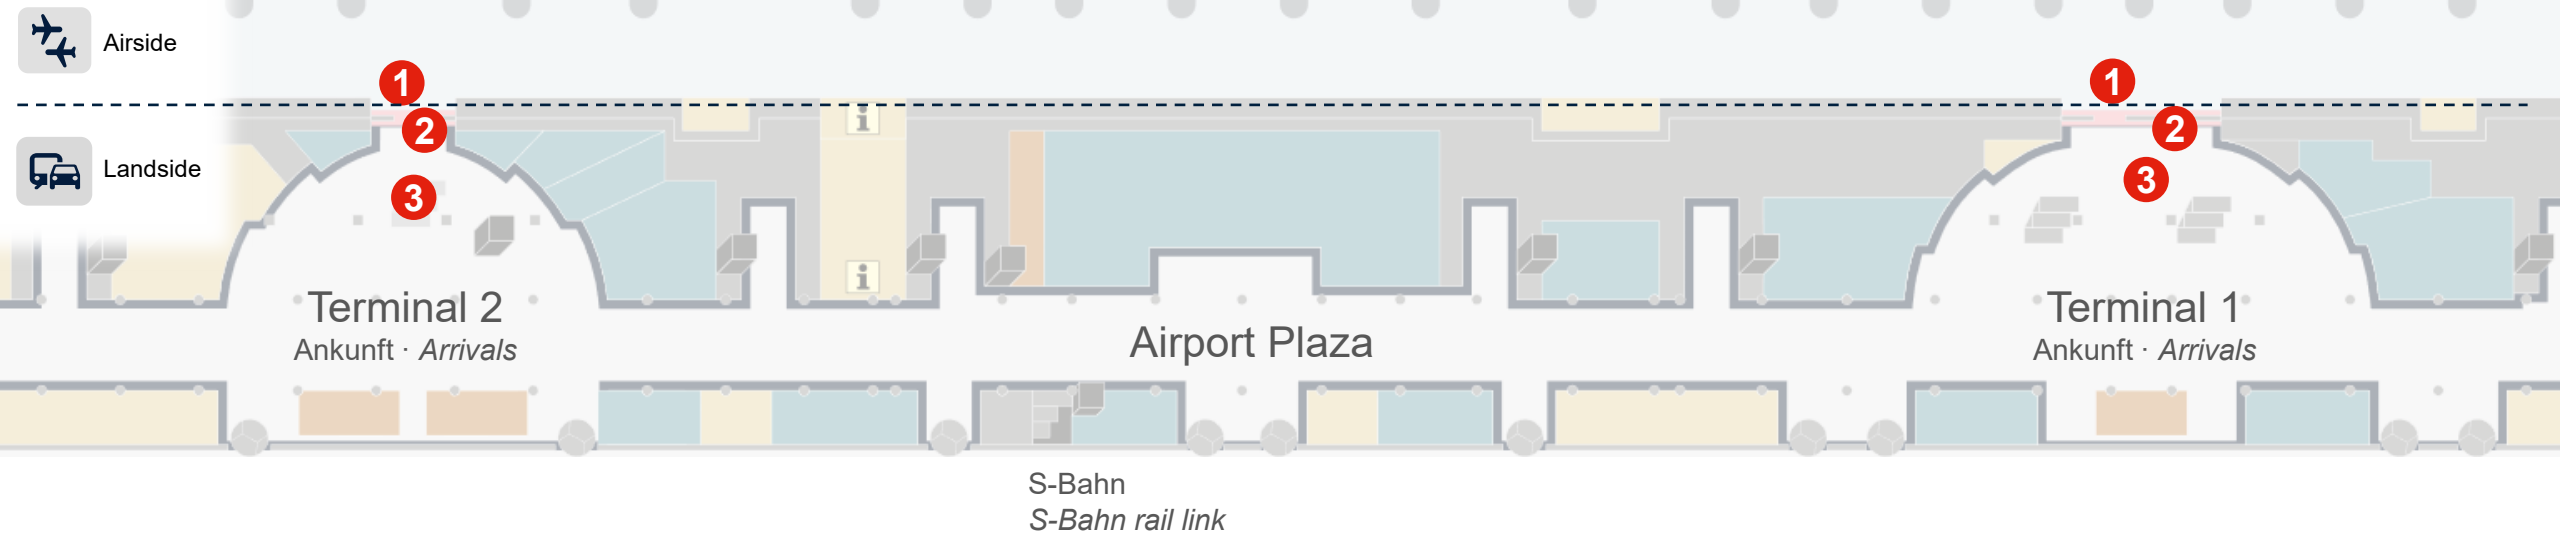 Airside
Landside
1
2
3
1
2
3
i
i
Terminal 2
Ankunft · Arrivals
Airport Plaza
Terminal 1
Ankunft · Arrivals
S-Bahn
S-Bahn rail link